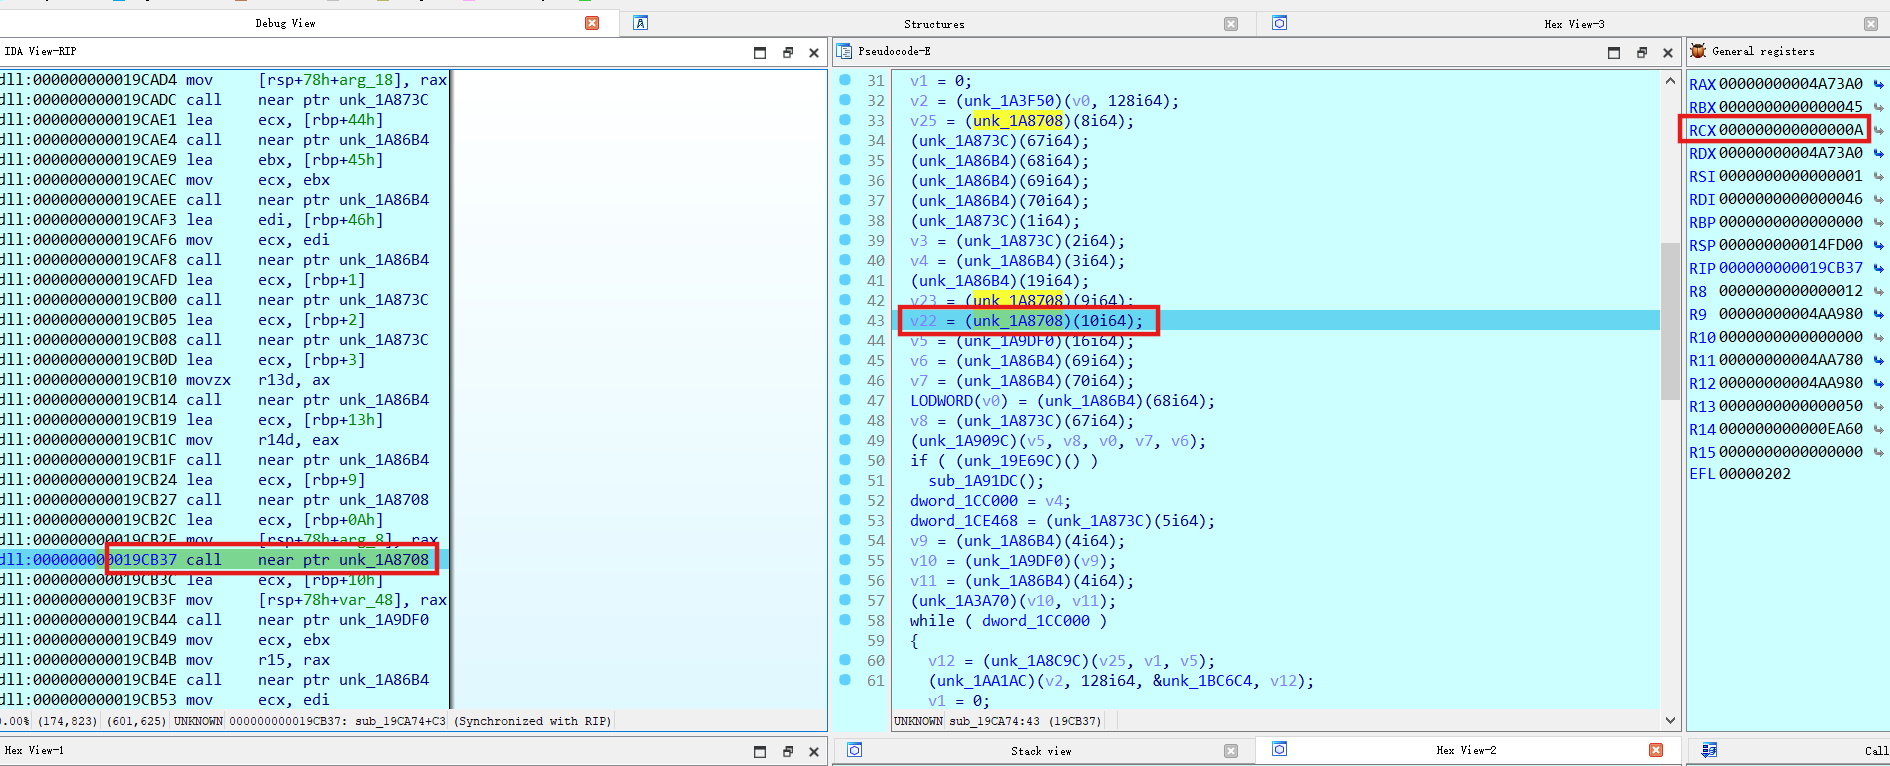 Debug View
Structures
Hex View-3
IDA View-RIP
dll:000000000019CAD4 mov [rsp+78h+arg_18], rax
dll:000000000019CADC call near ptr unk_1A873C
dll:000000000019CAE1 lea ecx, [rbp+44h]
dll:000000000019CAE4 call near ptr unk_1A86B4
dll:000000000019CAE9 lea ebx, [rbp+45h]
dll:000000000019CAEC mov ecx, ebx
dll:000000000019CAEE call near ptr unk_1A86B4
dll:000000000019CAF3 lea edi, [rbp+46h]
dll:000000000019CAF6 mov ecx, edi
dll:000000000019CAF8 call near ptr unk_1A86B4
dll:000000000019CAFD lea ecx, [rbp+1]
dll:000000000019CB00 call near ptr unk_1A873C
dll:000000000019CB05 lea ecx, [rbp+2]
dll:000000000019CB08 call near ptr unk_1A873C
dll:000000000019CB0D lea ecx, [rbp+3]
dll:000000000019CB10 movzx r13d, ax
dll:000000000019CB14 call near ptr unk_1A86B4
dll:000000000019CB19 lea ecx, [rbp+13h]
dll:000000000019CB1C mov r14d, eax
dll:000000000019CB1F call near ptr unk_1A86B4
dll:000000000019CB24 lea ecx, [rbp+9]
dll:000000000019CB27 call near ptr unk_1A8708
dll:000000000019CB2C lea ecx, [rbp+0Ah]
dll:000000000019CB2F mov [rsp+78h+arg_8], rax
dll:000000000019CB37 call near ptr unk_1A8708
dll:000000000019CB3C lea ecx, [rbp+10h]
dll:000000000019CB3F mov [rsp+78h+var_48], rax
dll:000000000019CB44 call near ptr unk_1A9DF0
dll:000000000019CB49 mov ecx, ebx
dll:000000000019CB4B mov r15, rax
dll:000000000019CB4E call near ptr unk_1A86B4
dll:000000000019CB53 mov ecx, edi
0.00% (174,823) (601,625) UNKNOWN 000000000019CB37: sub_19CA74+C3 (Synchronized with RIP)
Pseudocode-E
31 v1 = 0;
32 v2 = (unk_1A3F50)(v0, 128i64);
33 v25 = (unk_1A8708)(8i64);
34 (unk_1A873C)(67i64);
35 (unk_1A86B4)(68i64);
36 (unk_1A86B4)(69i64);
37 (unk_1A86B4)(70i64);
38 (unk_1A873C)(1i64);
39 v3 = (unk_1A873C)(2i64);
40 v4 = (unk_1A86B4)(3i64);
41 (unk_1A86B4)(19i64);
42 v23 = (unk_1A8708)(9i64);
43 v22 = (unk_1A8708)(10i64);
44 v5 = (unk_1A9DF0)(16i64);
45 v6 = (unk_1A86B4)(69i64);
46 v7 = (unk_1A86B4)(70i64);
47 LODWORD(v0) = (unk_1A86B4)(68i64);
48 v8 = (unk_1A873C)(67i64);
49 (unk_1A909C)(v5, v8, v0, v7, v6);
50 if ( (unk_19E69C)() )
51 sub_1A91DC();
52 dword_1CC000 = v4;
53 dword_1CE468 = (unk_1A873C)(5i64);
54 v9 = (unk_1A86B4)(4i64);
55 v10 = (unk_1A9DF0)(v9);
56 v11 = (unk_1A86B4)(4i64);
57 (unk_1A3A70)(v10, v11);
58 while ( dword_1CC000 )
59 {
60 v12 = (unk_1A8C9C)(v25, v1, v5);
61 (unk_1AA1AC)(v2, 128i64, &unk_1BC6C4, v12);
v1 = 0;
UNKNOWN sub_19CA74:43 (19CB37)
General registers
RAX 00000000004A73A0
RBX 0000000000000045
RCX 000000000000000A
RDX 00000000004A73A0
RSI 0000000000000001
RDI 0000000000000046
RBP 0000000000000000
RSP 000000000014FD00
RIP 000000000019CB37
R8 0000000000000012
R9 00000000004AA980
R10 0000000000000000
R11 00000000004AA780
R12 00000000004AA980
R13 0000000000000050
R14 000000000000EA60
R15 0000000000000000
EFL 00000202
Hex View-1
Stack view
Hex View-2
Call